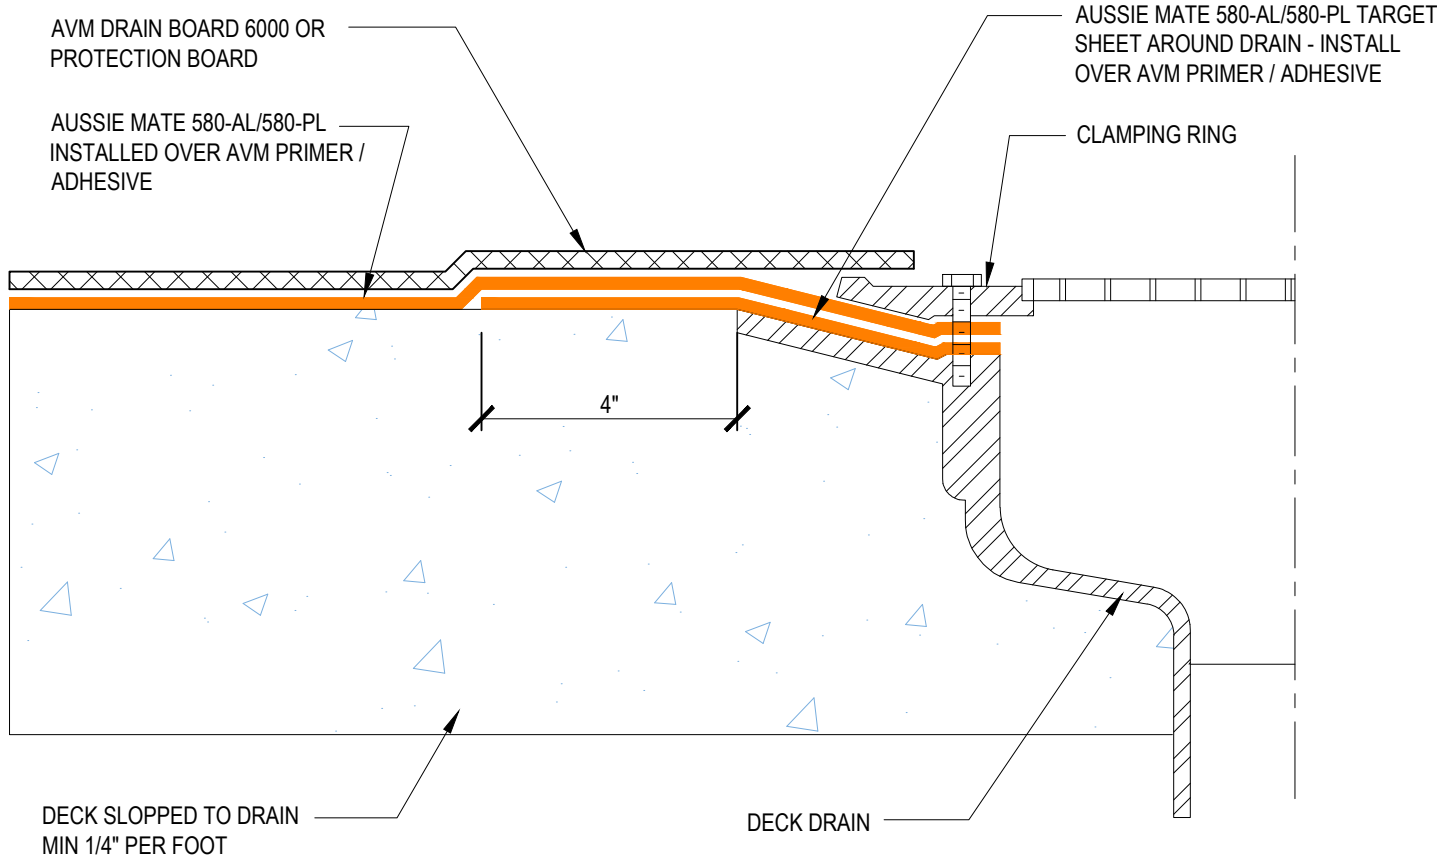 AVM DRAIN BOARD 6000 OR
PROTECTION BOARD
AUSSIE MATE 580-AL/580-PL
INSTALLED OVER AVM PRIMER /
ADHESIVE
AUSSIE MATE 580-AL/580-PL TARGET
SHEET AROUND DRAIN - INSTALL
OVER AVM PRIMER / ADHESIVE
CLAMPING RING
4"
DECK SLOPPED TO DRAIN
MIN 1/4" PER FOOT
DECK DRAIN